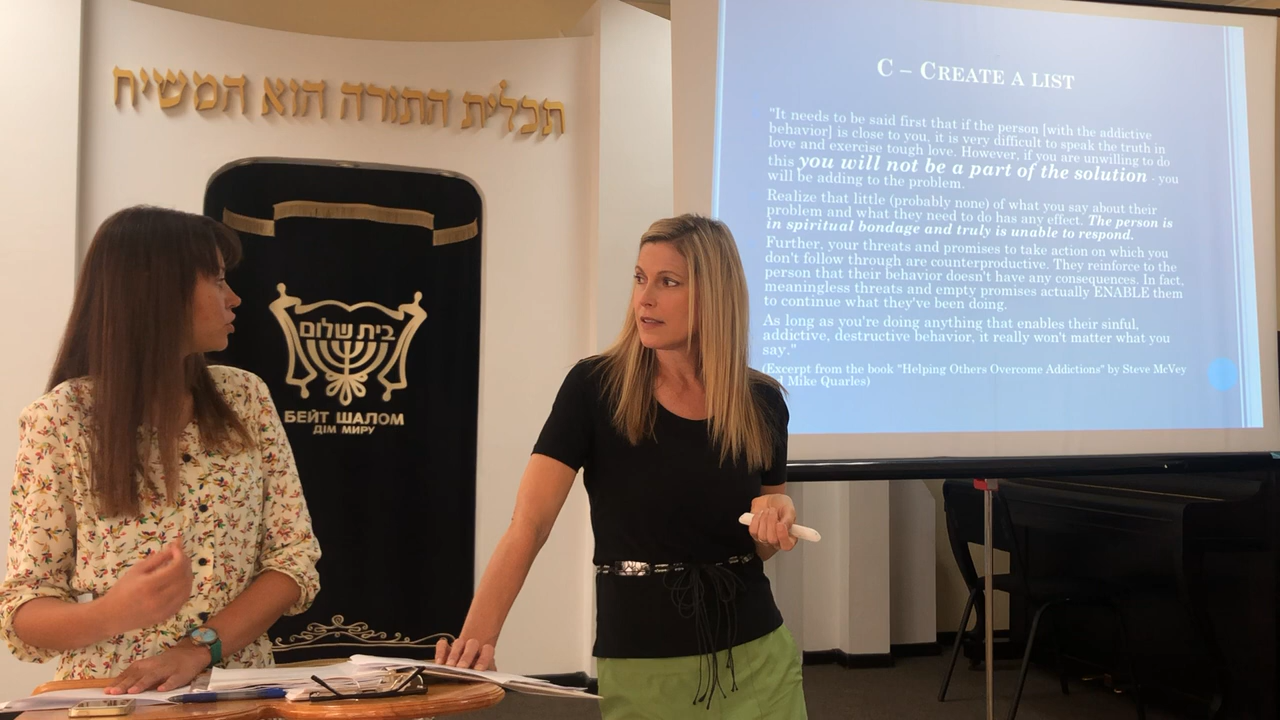 תכלית התורה הוא המשיח
בית שלום
БЕЙТ ШАЛОМ
ДІМ МИРУ
C – CREATE A LIST
"It needs to be said first that if the person [with the addictive
behavior] is close to you, it is very difficult to speak the truth in
love and exercise tough love. However, if you are unwilling to do
this you will not be a part of the solution - you
will be adding to the problem.
Realize that little (probably none) of what you say about their
problem and what they need to do has any effect. The person is
in spiritual bondage and truly is unable to respond.
Further, your threats and promises to take action on which you
don't follow through are counterproductive. They reinforce to the
person that their behavior doesn't have any consequences. In fact,
meaningless threats and empty promises actually ENABLE them
to continue what they've been doing.
As long as you're doing anything that enables their sinful,
addictive, destructive behavior, it really won't matter what you
say."
(Excerpt from the book "Helping Others Overcome Addictions" by Steve McVey
Mike Quarles)